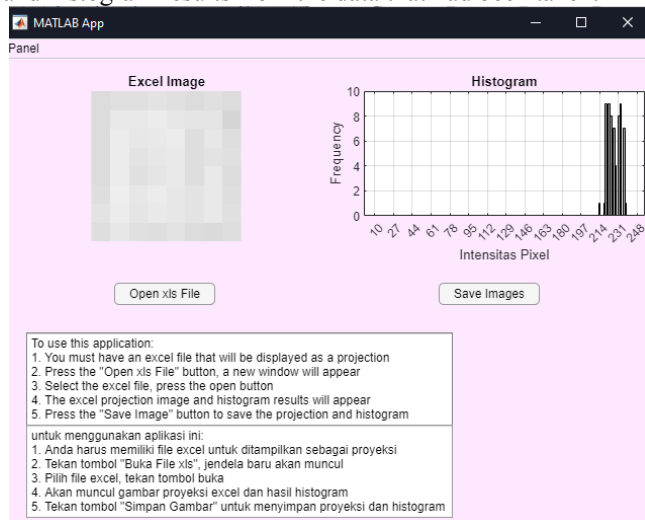 MATLAB App
Panel
Excel Image
Histogram
10
8
6
4
2
0
Frequency
10 27 44 61 78 95 112 129 146 163 180 197 214 231 248
Intensitas Pixel
Open xls File
Save Images
To use this application:
1. You must have an excel file that will be displayed as a projection
2. Press the "Open xls File" button, a new window will appear
3. Select the excel file, press the open button
4. The excel projection image and histogram results will appear
5. Press the "Save Image" button to save the projection and histogram
untuk menggunakan aplikasi ini:
1. Anda harus memiliki file excel untuk ditampilkan sebagai proyeksi
2. Tekan tombol "Buka File xls", jendela baru akan muncul
3. Pilih file excel, tekan tombol buka
4. Akan muncul gambar proyeksi excel dan hasil histogram
5. Tekan tombol "Simpan Gambar" untuk menyimpan proyeksi dan histogram